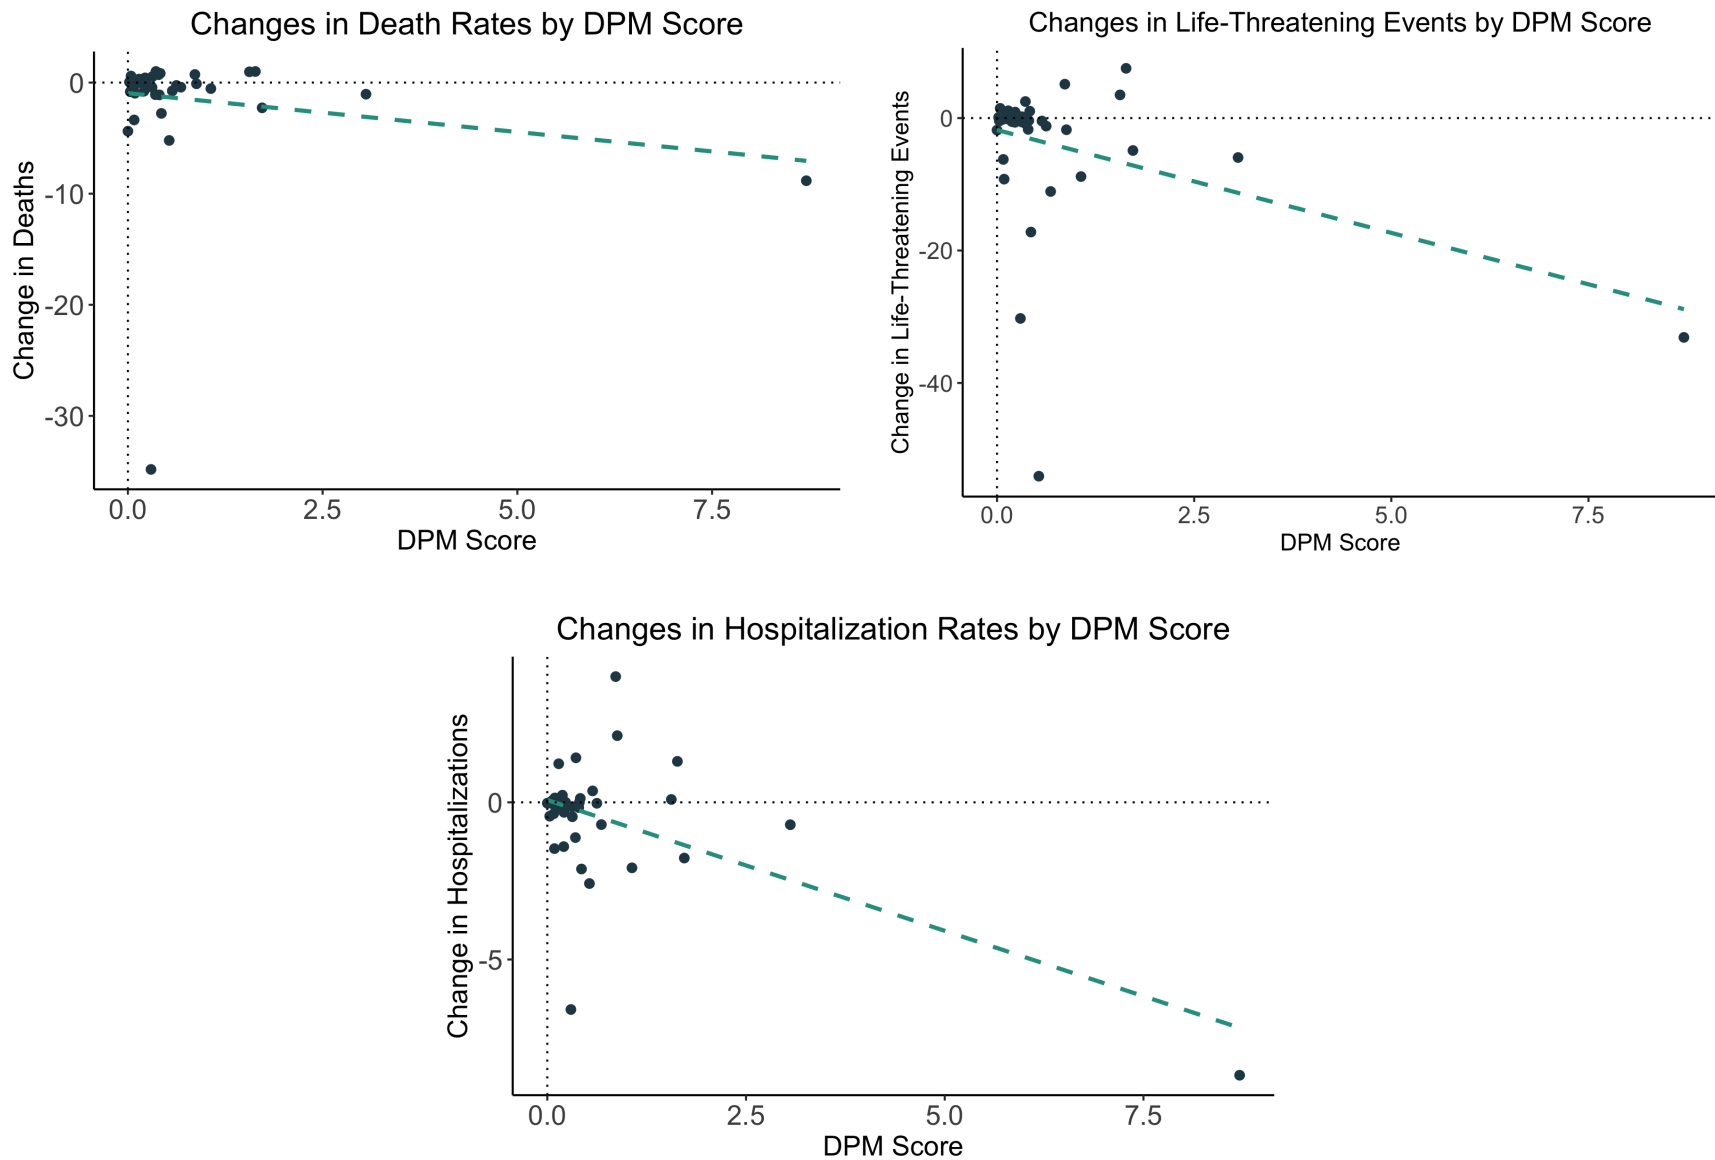 Changes in Death Rates by DPM Score
Change in Deaths
0
-10
-20
-30
0.0
2.5
5.0
7.5
DPM Score
Changes in Life-Threatening Events by DPM Score
Change in Life-Threatening Events
0
-20
-40
0.0
2.5
5.0
7.5
DPM Score
Changes in Hospitalization Rates by DPM Score
Change in Hospitalizations
0
-5
0.0
2.5
5.0
7.5
DPM Score